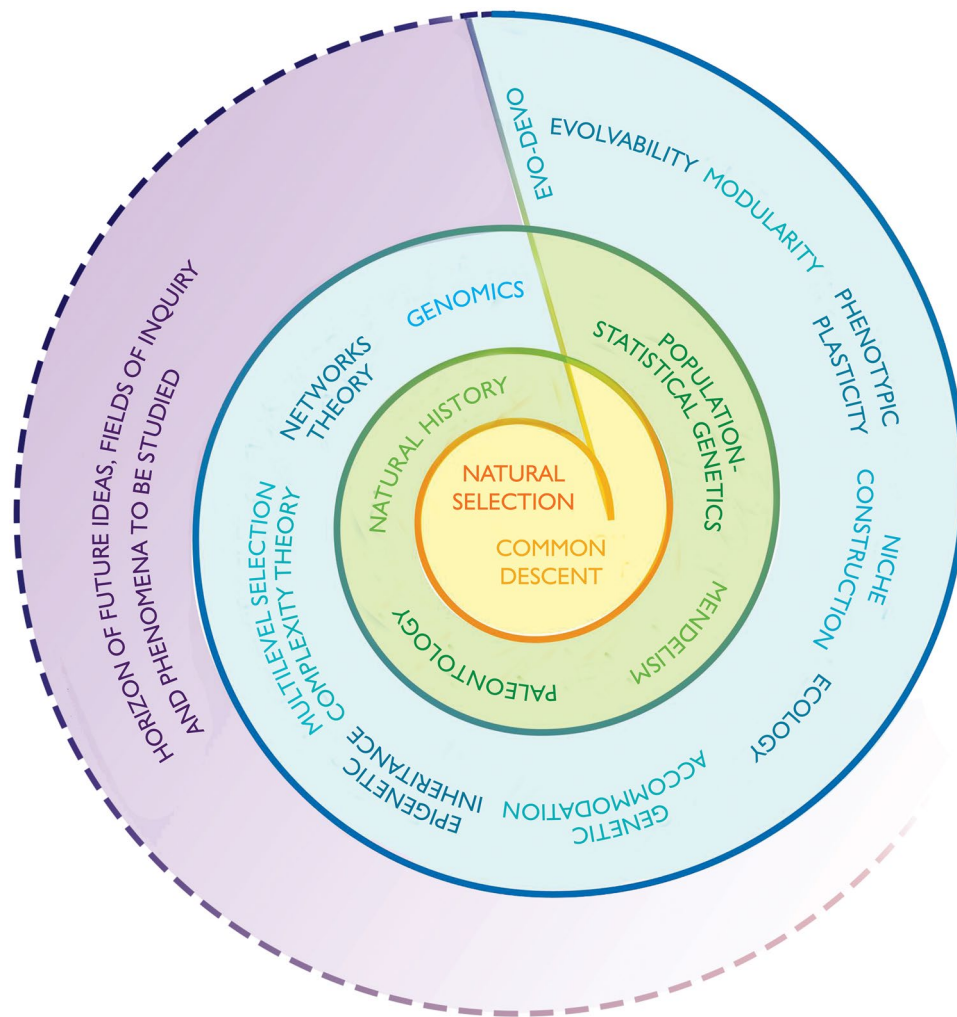 NATURAL
SELECTION
COMMON
DESCENT
NATURAL HISTORY
POPULATION-
STATISTICAL GENETICS
MENDELISM
PALEONTOLOGY
EVO-DEVO
EVOLVABILITY
MODULARITY
PHENOTYPIC
PLASTICITY
NICHE
CONSTRUCTION
ECOLOGY
GENETIC
ACCOMMODATION
EPIGENETIC
INHERITANCE
MULTILEVEL SELECTION
COMPLEXITY THEORY
NETWORKS
THEORY
GENOMICS
HORIZON OF FUTURE IDEAS, FIELDS OF INQUIRY
AND PHENOMENA TO BE STUDIED